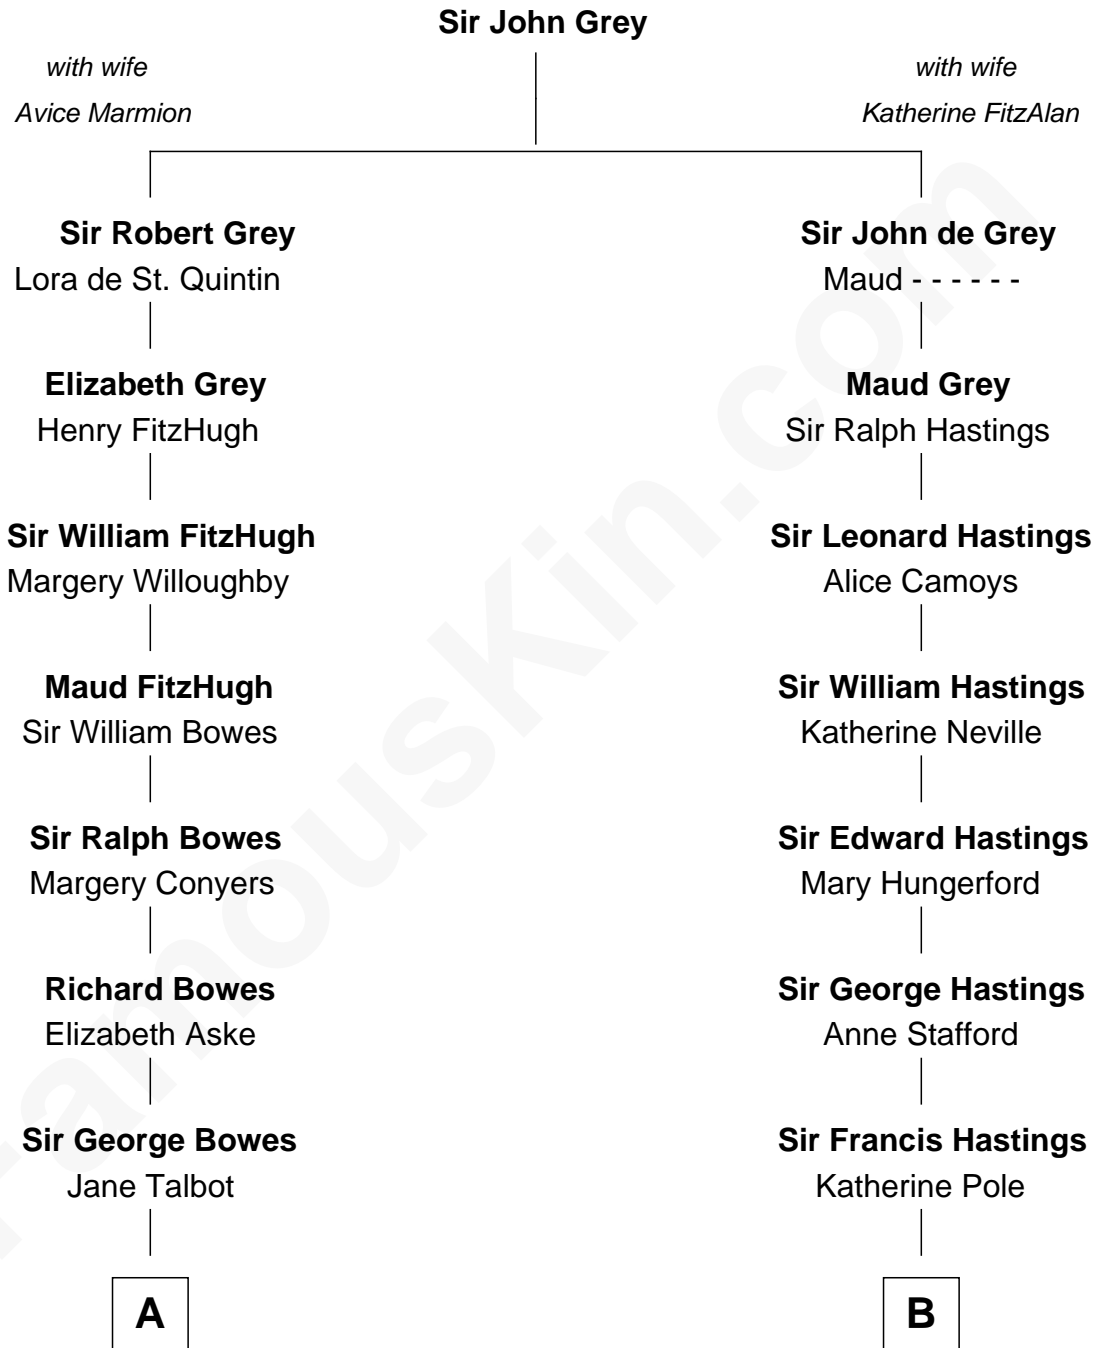 Sir John Grey
with wife
Avice Marmion
with wife
Katherine FitzAlan
Sir Robert Grey
Lora de St. Quintin
Sir John de Grey
Maud - - - - - -
Elizabeth Grey
Henry FitzHugh
Maud Grey
Sir Ralph Hastings
Sir William FitzHugh
Margery Willoughby
Sir Leonard Hastings
Alice Camoys
Maud FitzHugh
Sir William Bowes
Sir William Hastings
Katherine Neville
Sir Ralph Bowes
Margery Conyers
Sir Edward Hastings
Mary Hungerford
Richard Bowes
Elizabeth Aske
Sir George Hastings
Anne Stafford
Sir George Bowes
Jane Talbot
Sir Francis Hastings
Katherine Pole
A
B
FamousKin.com